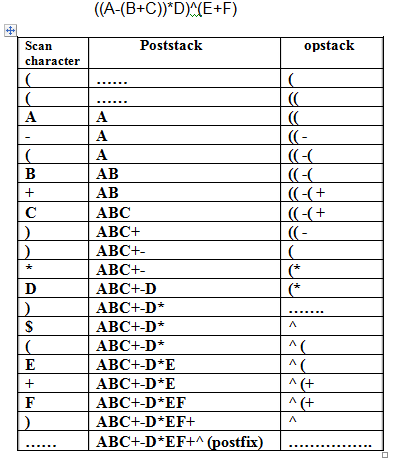 ((A-(B+C))*D)^(E+F)
Scan character Poststack opstack
( ...... (
( ...... ((
A A ((
- A ((-
( A ((-(
B AB ((-(
+ AB ((-(+
C ABC ((-(+
) ABC+ ((-
) ABC+- (
* ABC+- (*
D ABC+-D (*
) ABC+-D* .......
$ ABC+-D* ^
( ABC+-D* ^(
E ABC+-D*E ^(
+ ABC+-D*E ^(+
F ABC+-D*EF ^(+
) ABC+-D*EF+ ^
...... ABC+-D*EF+^ (postfix) ................